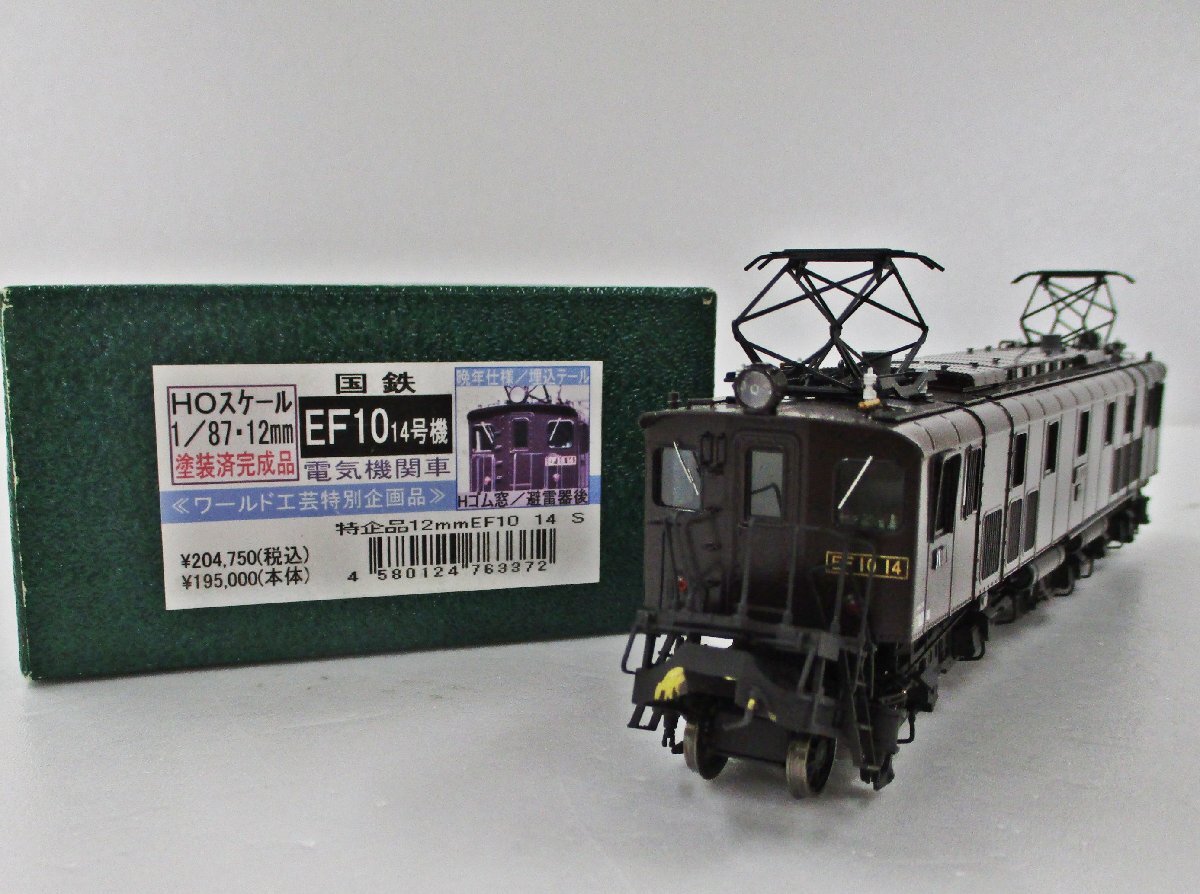 国鉄
HOスケール
1/87・12mm
塗装済完成品
EF10 14号機
電気機関車
晩年仕様/埋込テール
Hゴム窓/避雷器後
≪ワールド工芸特別企画品≫
特企品12mmEF10 14 S
¥204,750(税込)
¥195,000(本体)
4 580124 763372
EF10 14